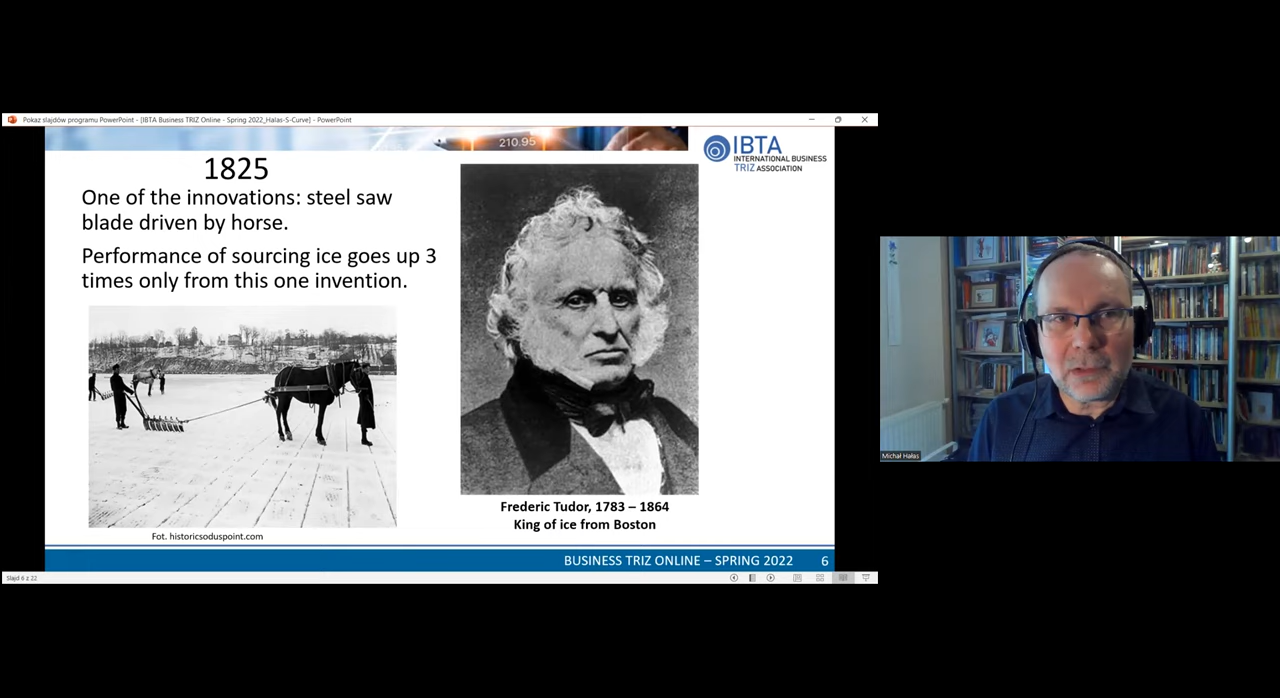 Pokaz slajdów programu PowerPoint - [IBTA Business TRIZ Online - Spring 2022_Halas-S-Curve] - PowerPoint
210.95
IBTA
INTERNATIONAL BUSINESS
TRIZ ASSOCIATION
1825
One of the innovations: steel saw
blade driven by horse.
Performance of sourcing ice goes up 3
times only from this one invention.
Fot. historicsoduspoint.com
Frederic Tudor, 1783 – 1864
King of ice from Boston
BUSINESS TRIZ ONLINE – SPRING 2022 6
Slajd 6 z 22
Michał Hałas